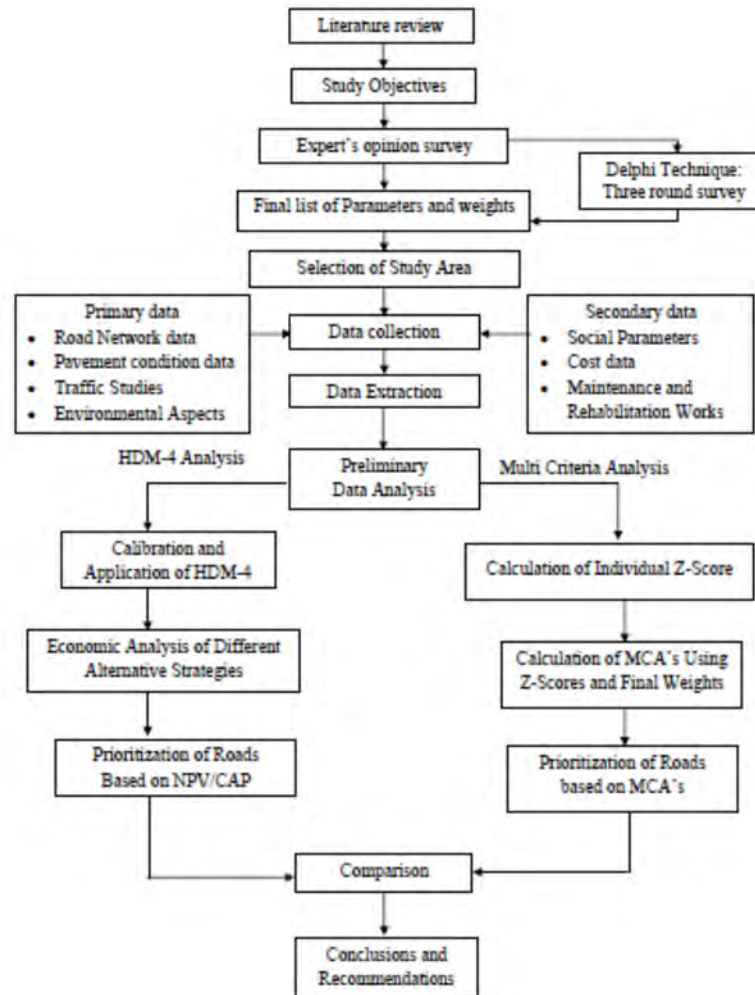 Literature review
Study Objectives
Expert's opinion survey
Delphi Technique:
Three round survey
Final list of Parameters and weights
Selection of Study Area
Primary data
• Road Network data
• Pavement condition data
• Traffic Studies
• Environmental Aspects
Data collection
Secondary data
• Social Parameters
• Cost data
• Maintenance and
Rehabilitation Works
Data Extraction
HDM-4 Analysis
Preliminary
Data Analysis
Multi Criteria Analysis
Calibration and
Application of HDM-4
Economic Analysis of Different
Alternative Strategies
Prioritization of Roads
Based on NPV/CAP
Calculation of Individual Z-Score
Calculation of MCA's Using
Z-Scores and Final Weights
Prioritization of Roads
based on MCA's
Comparison
Conclusions and
Recommendations